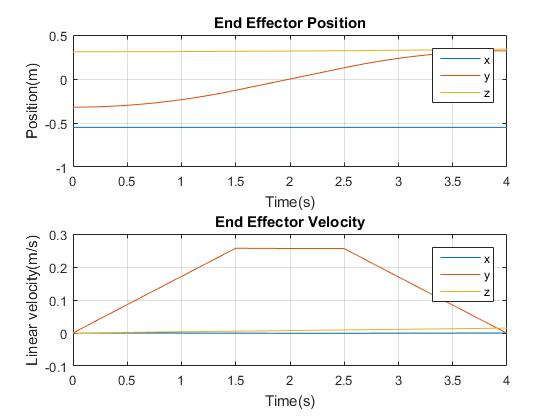 End Effector Position
Position(m)
0.5
0
-0.5
-1
x
y
z
0 0.5 1 1.5 2 2.5 3 3.5 4
Time(s)
End Effector Velocity
Linear velocity(m/s)
0.3
0.2
0.1
0
-0.1
x
y
z
0 0.5 1 1.5 2 2.5 3 3.5 4
Time(s)